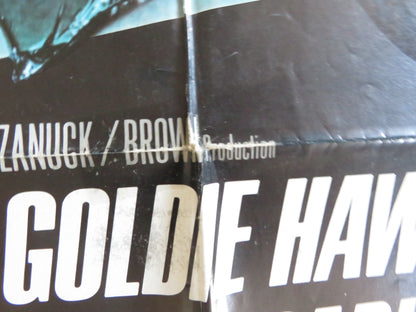 ZANUCK/BROWN Production
GOLDIE HAW